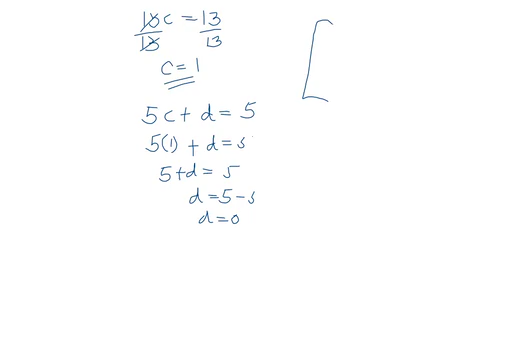 13c = 13
13 13
c = 1
5c + d = 5
5(1) + d = 5
5 + d = 5
d = 5 - 5
d = 0